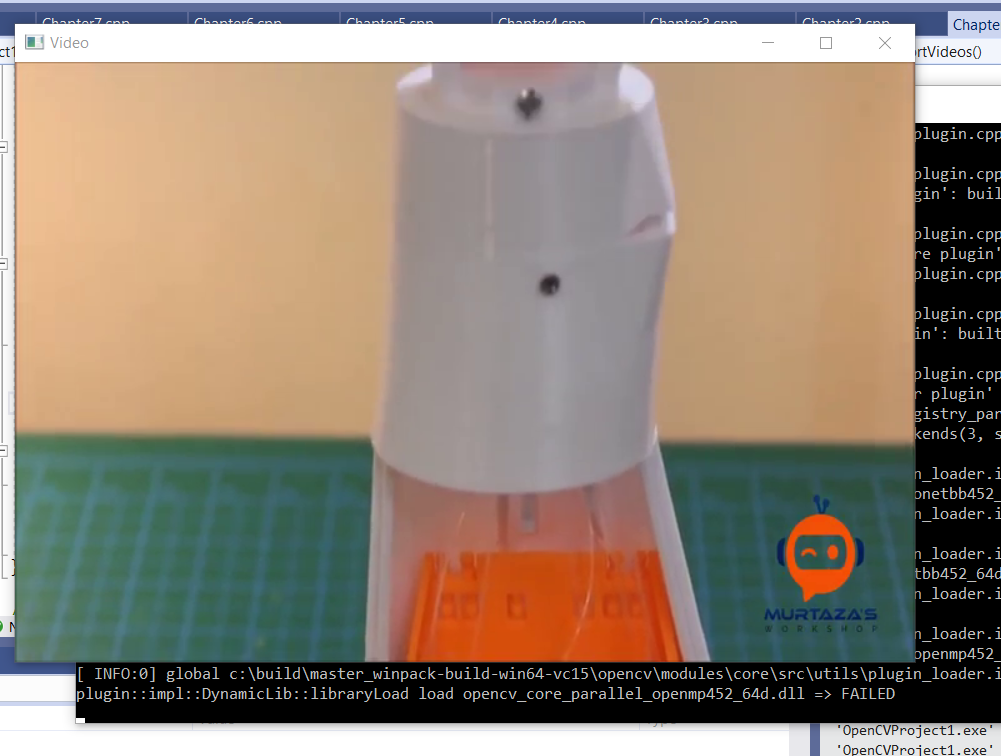 Chapter7.cpp Chapter6.cpp Chapter5.cpp Chapter4.cpp Chapter3.cpp Chapter2.cpp Chapte
Video
ct1
rtVideos()
plugin.cpp
plugin.cpp
gin': buil
plugin.cpp
re plugin'
plugin.cpp
plugin.cpp
in': built
plugin.cpp
r plugin'
gistry_par
kends(3, s
n_loader.i
onetbb452_
n_loader.i
n_loader.i
tbb452_64d
n_loader.i
MURTAZA'S
WORKSHOP
n_loader.i
openmp452_
[ INFO:0] global c:\build\master_winpack-build-win64-vc15\opencv\modules\core\src\utils\plugin_loader.i
plugin::impl::DynamicLib::libraryLoad load opencv_core_parallel_openmp452_64d.dll => FAILED
'OpenCVProject1.exe'
'OpenCVProject1.exe'